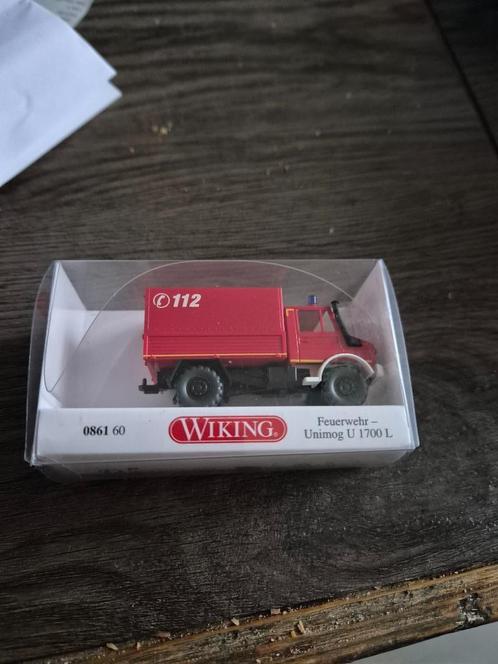 112
0861 60
WIKING
Feuerwehr –
Unimog U 1700 L